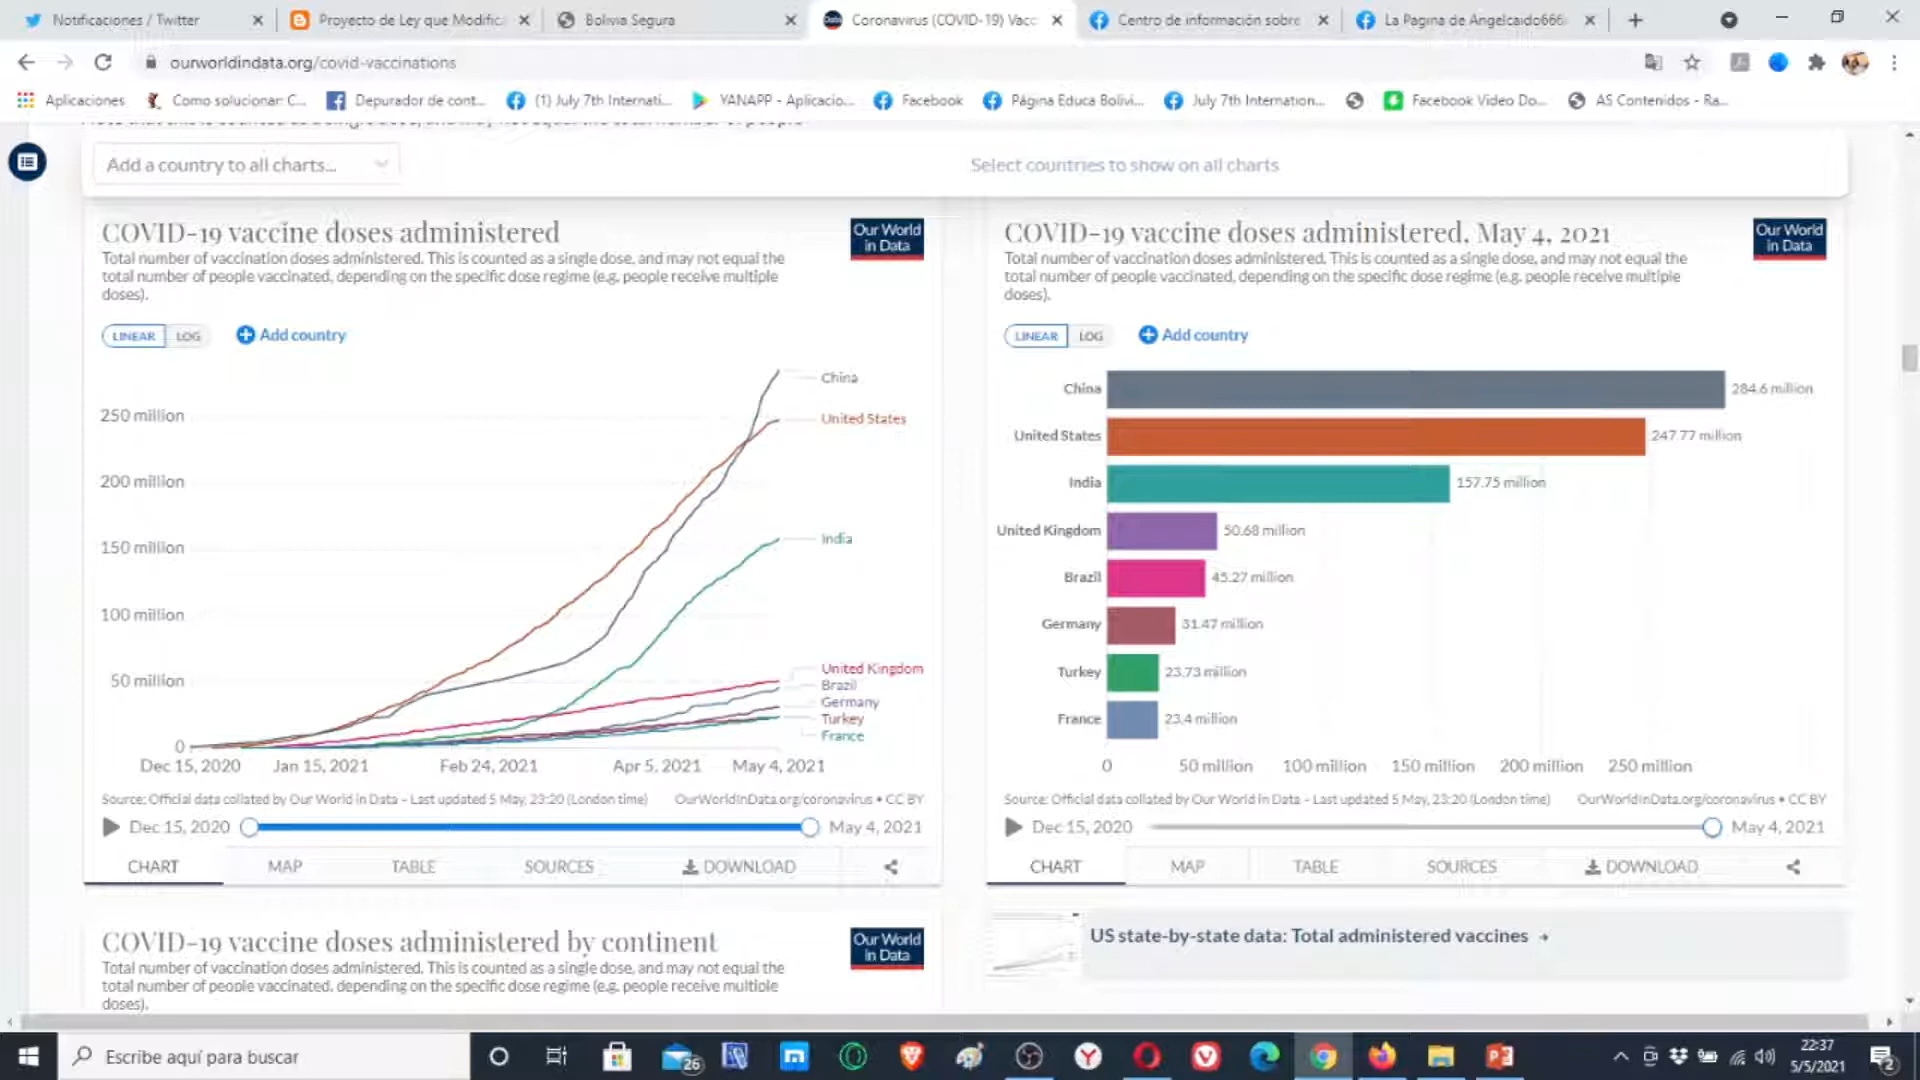 Notificaciones / Twitter
Proyecto de Ley que Modifica
Bolivia Segura
Coronavirus (COVID-19) Vacc
Centro de información sobre
La Pagina de Angelcaido666
ourworldindata.org/covid-vaccinations
Aplicaciones
Como solucionar: C...
Depurador de cont...
(1) July 7th Internati...
YANAPP - Aplicacio...
Facebook
Página Educa Bolivi...
July 7th Internation...
Facebook Video Do...
AS Contenidos - Ra...
Add a country to all charts...
Select countries to show on all charts
COVID-19 vaccine doses administered
Our World
in Data
Total number of vaccination doses administered. This is counted as a single dose, and may not equal the
total number of people vaccinated, depending on the specific dose regime (e.g. people receive multiple
doses).
LINEAR LOG
Add country
China
250 million
United States
200 million
150 million
India
100 million
50 million
United Kingdom
Brazil
Germany
Turkey
France
0
Dec 15, 2020 Jan 15, 2021 Feb 24, 2021 Apr 5, 2021 May 4, 2021
Source: Official data collated by Our World in Data – Last updated 5 May, 23:20 (London time)
OurWorldInData.org/coronavirus • CC BY
Dec 15, 2020
May 4, 2021
CHART MAP TABLE SOURCES DOWNLOAD
COVID-19 vaccine doses administered, May 4, 2021
Our World
in Data
Total number of vaccination doses administered. This is counted as a single dose, and may not equal the
total number of people vaccinated, depending on the specific dose regime (e.g. people receive multiple
doses).
LINEAR LOG
Add country
China 284.6 million
United States 247.77 million
India 157.75 million
United Kingdom 50.68 million
Brazil 45.27 million
Germany 31.47 million
Turkey 23.73 million
France 23.4 million
0 50 million 100 million 150 million 200 million 250 million
Source: Official data collated by Our World in Data – Last updated 5 May, 23:20 (London time)
OurWorldInData.org/coronavirus • CC BY
Dec 15, 2020
May 4, 2021
CHART MAP TABLE SOURCES DOWNLOAD
COVID-19 vaccine doses administered by continent
Our World
in Data
Total number of vaccination doses administered. This is counted as a single dose, and may not equal the
total number of people vaccinated, depending on the specific dose regime (e.g. people receive multiple
doses).
US state-by-state data: Total administered vaccines →
Escribe aquí para buscar
26
22:37
5/5/2021
2